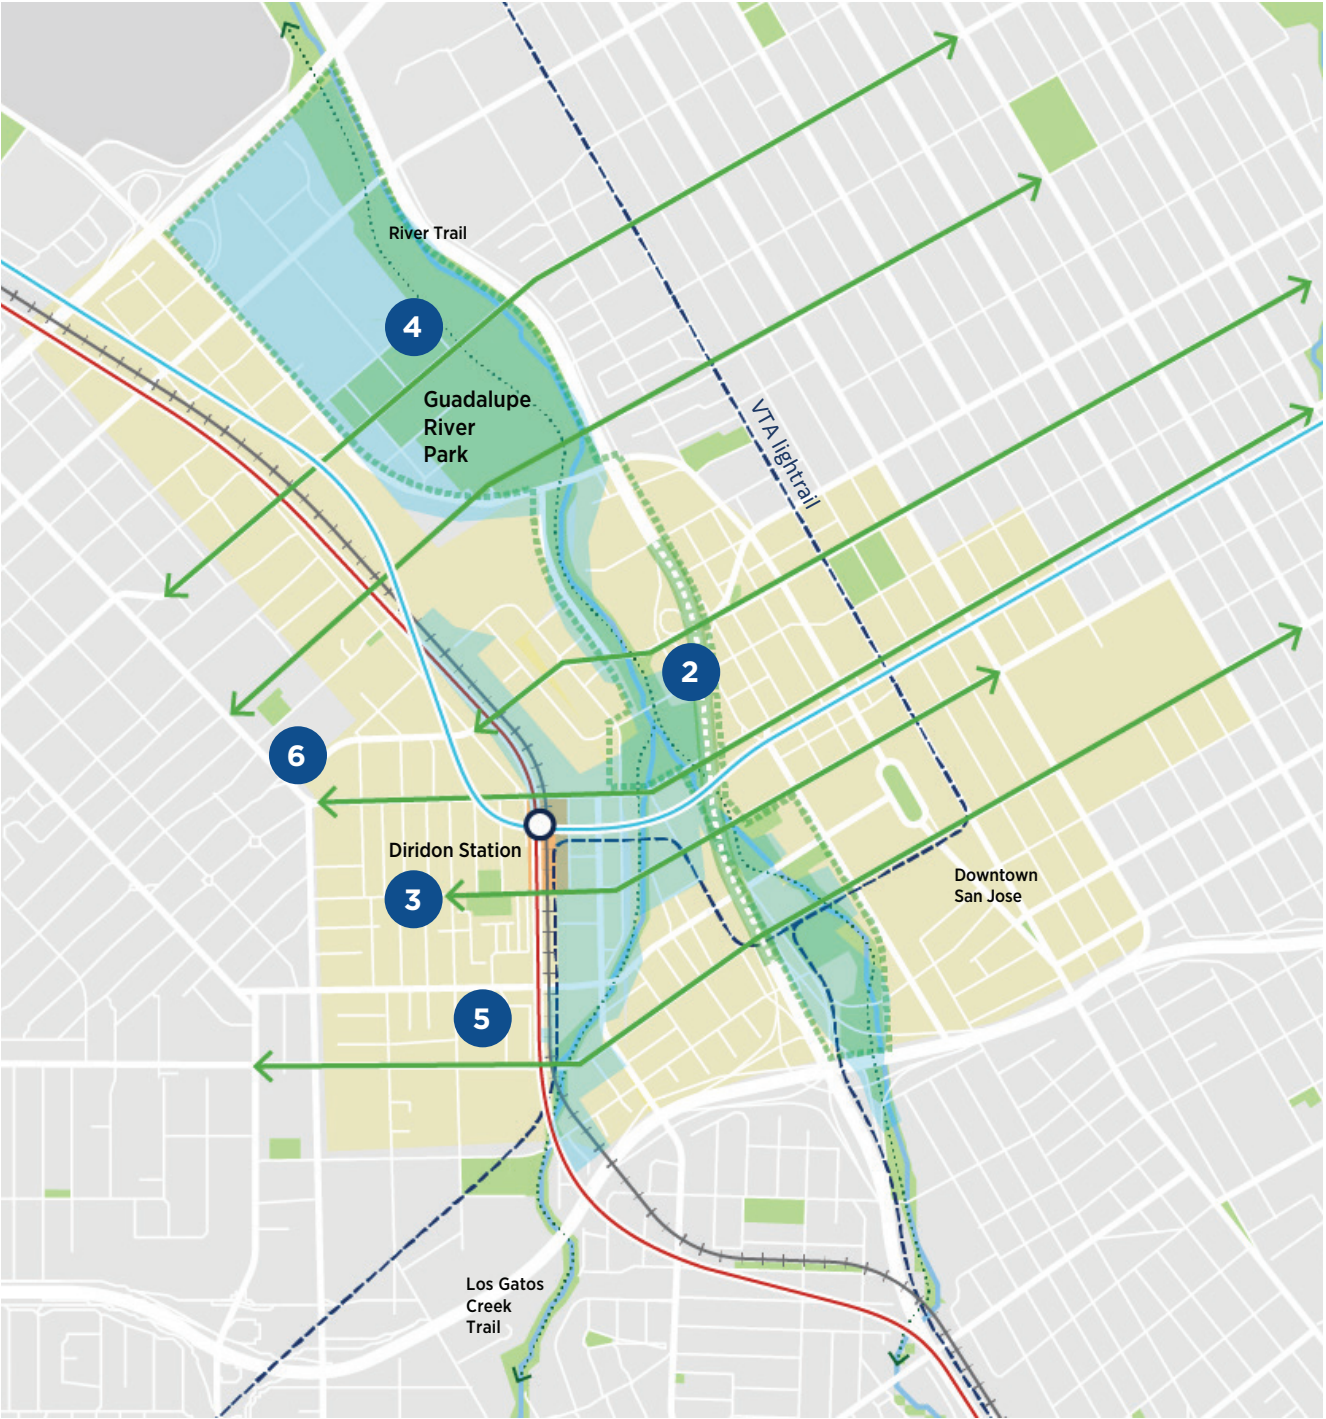 River Trail
4
Guadalupe
River
Park
VTA lightrail
2
6
Diridon Station
3
Downtown
San Jose
5
Los Gatos
Creek
Trail